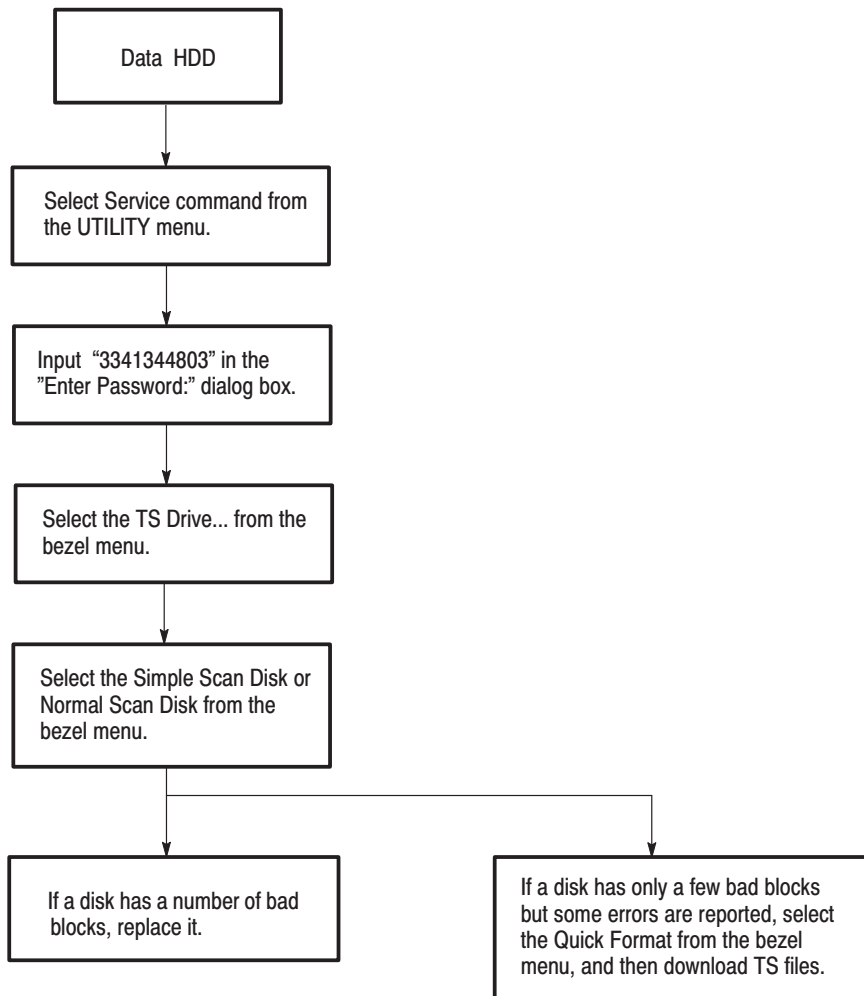 Data HDD
Select Service command from
the UTILITY menu.
Input “3341344803” in the
”Enter Password:” dialog box.
Select the TS Drive... from the
bezel menu.
Select the Simple Scan Disk or
Normal Scan Disk from the
bezel menu.
If a disk has a number of bad
blocks, replace it.
If a disk has only a few bad blocks
but some errors are reported, select
the Quick Format from the bezel
menu, and then download TS files.